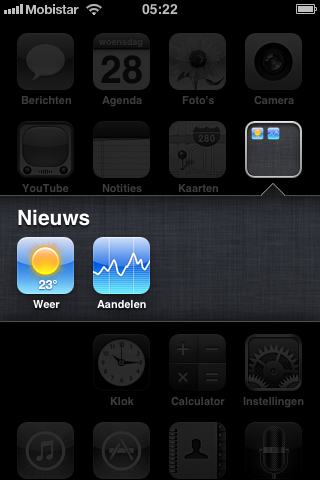 Mobistar 05:22
woensdag
28
Berichten Agenda Foto's Camera
280
YouTube Notities Kaarten
Nieuws
23°
Weer Aandelen
Klok Calculator Instellingen